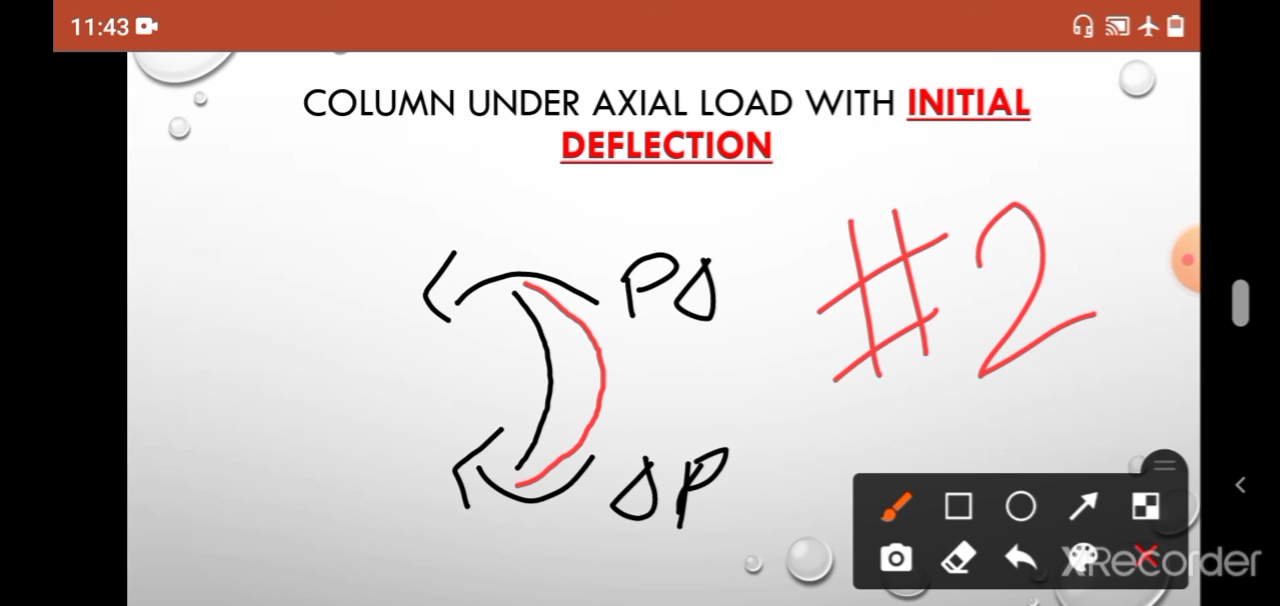 11:43
COLUMN UNDER AXIAL LOAD WITH INITIAL
DEFLECTION
#2
PΔ
ΔP
XRecorder